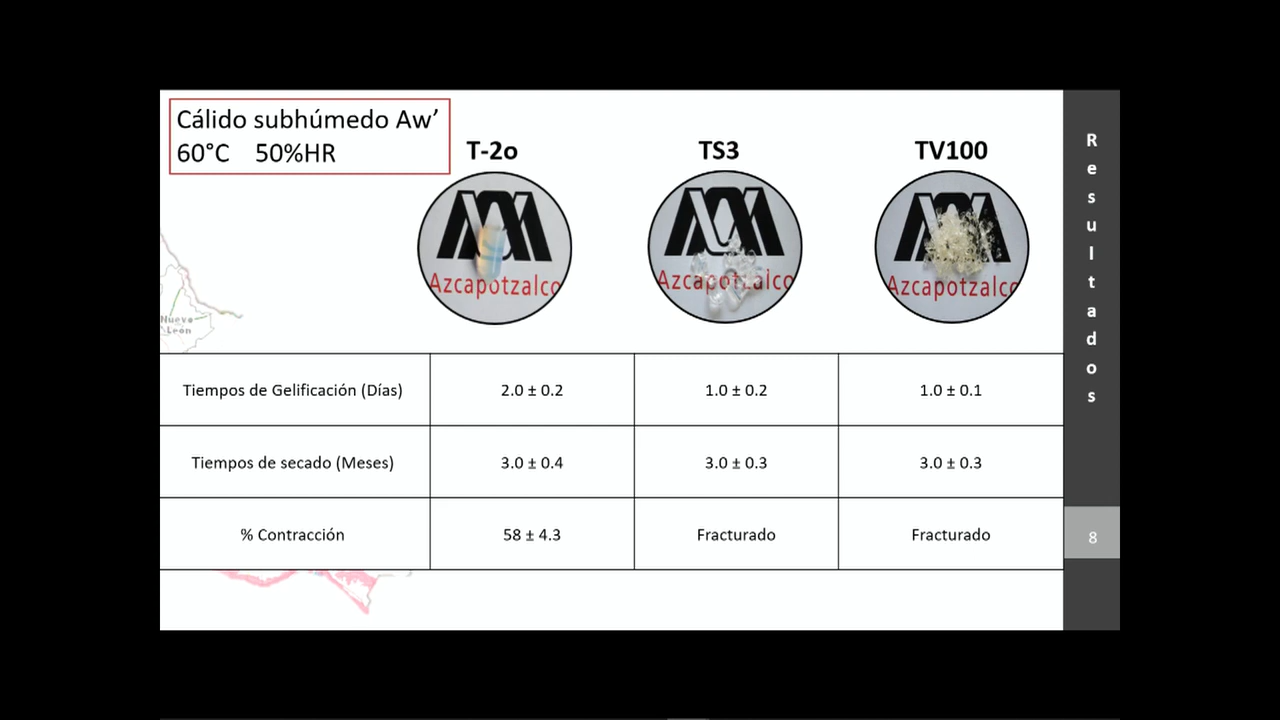 Cálido subhúmedo Aw’
60°C 50%HR
T-2o
TS3
TV100
Azcapotzalco
Azcapotzalco
Azcapotzalco
Nuevo
León
Tiempos de Gelificación (Días)
2.0 ± 0.2
1.0 ± 0.2
1.0 ± 0.1
Tiempos de secado (Meses)
3.0 ± 0.4
3.0 ± 0.3
3.0 ± 0.3
% Contracción
58 ± 4.3
Fracturado
Fracturado
Resultados
8